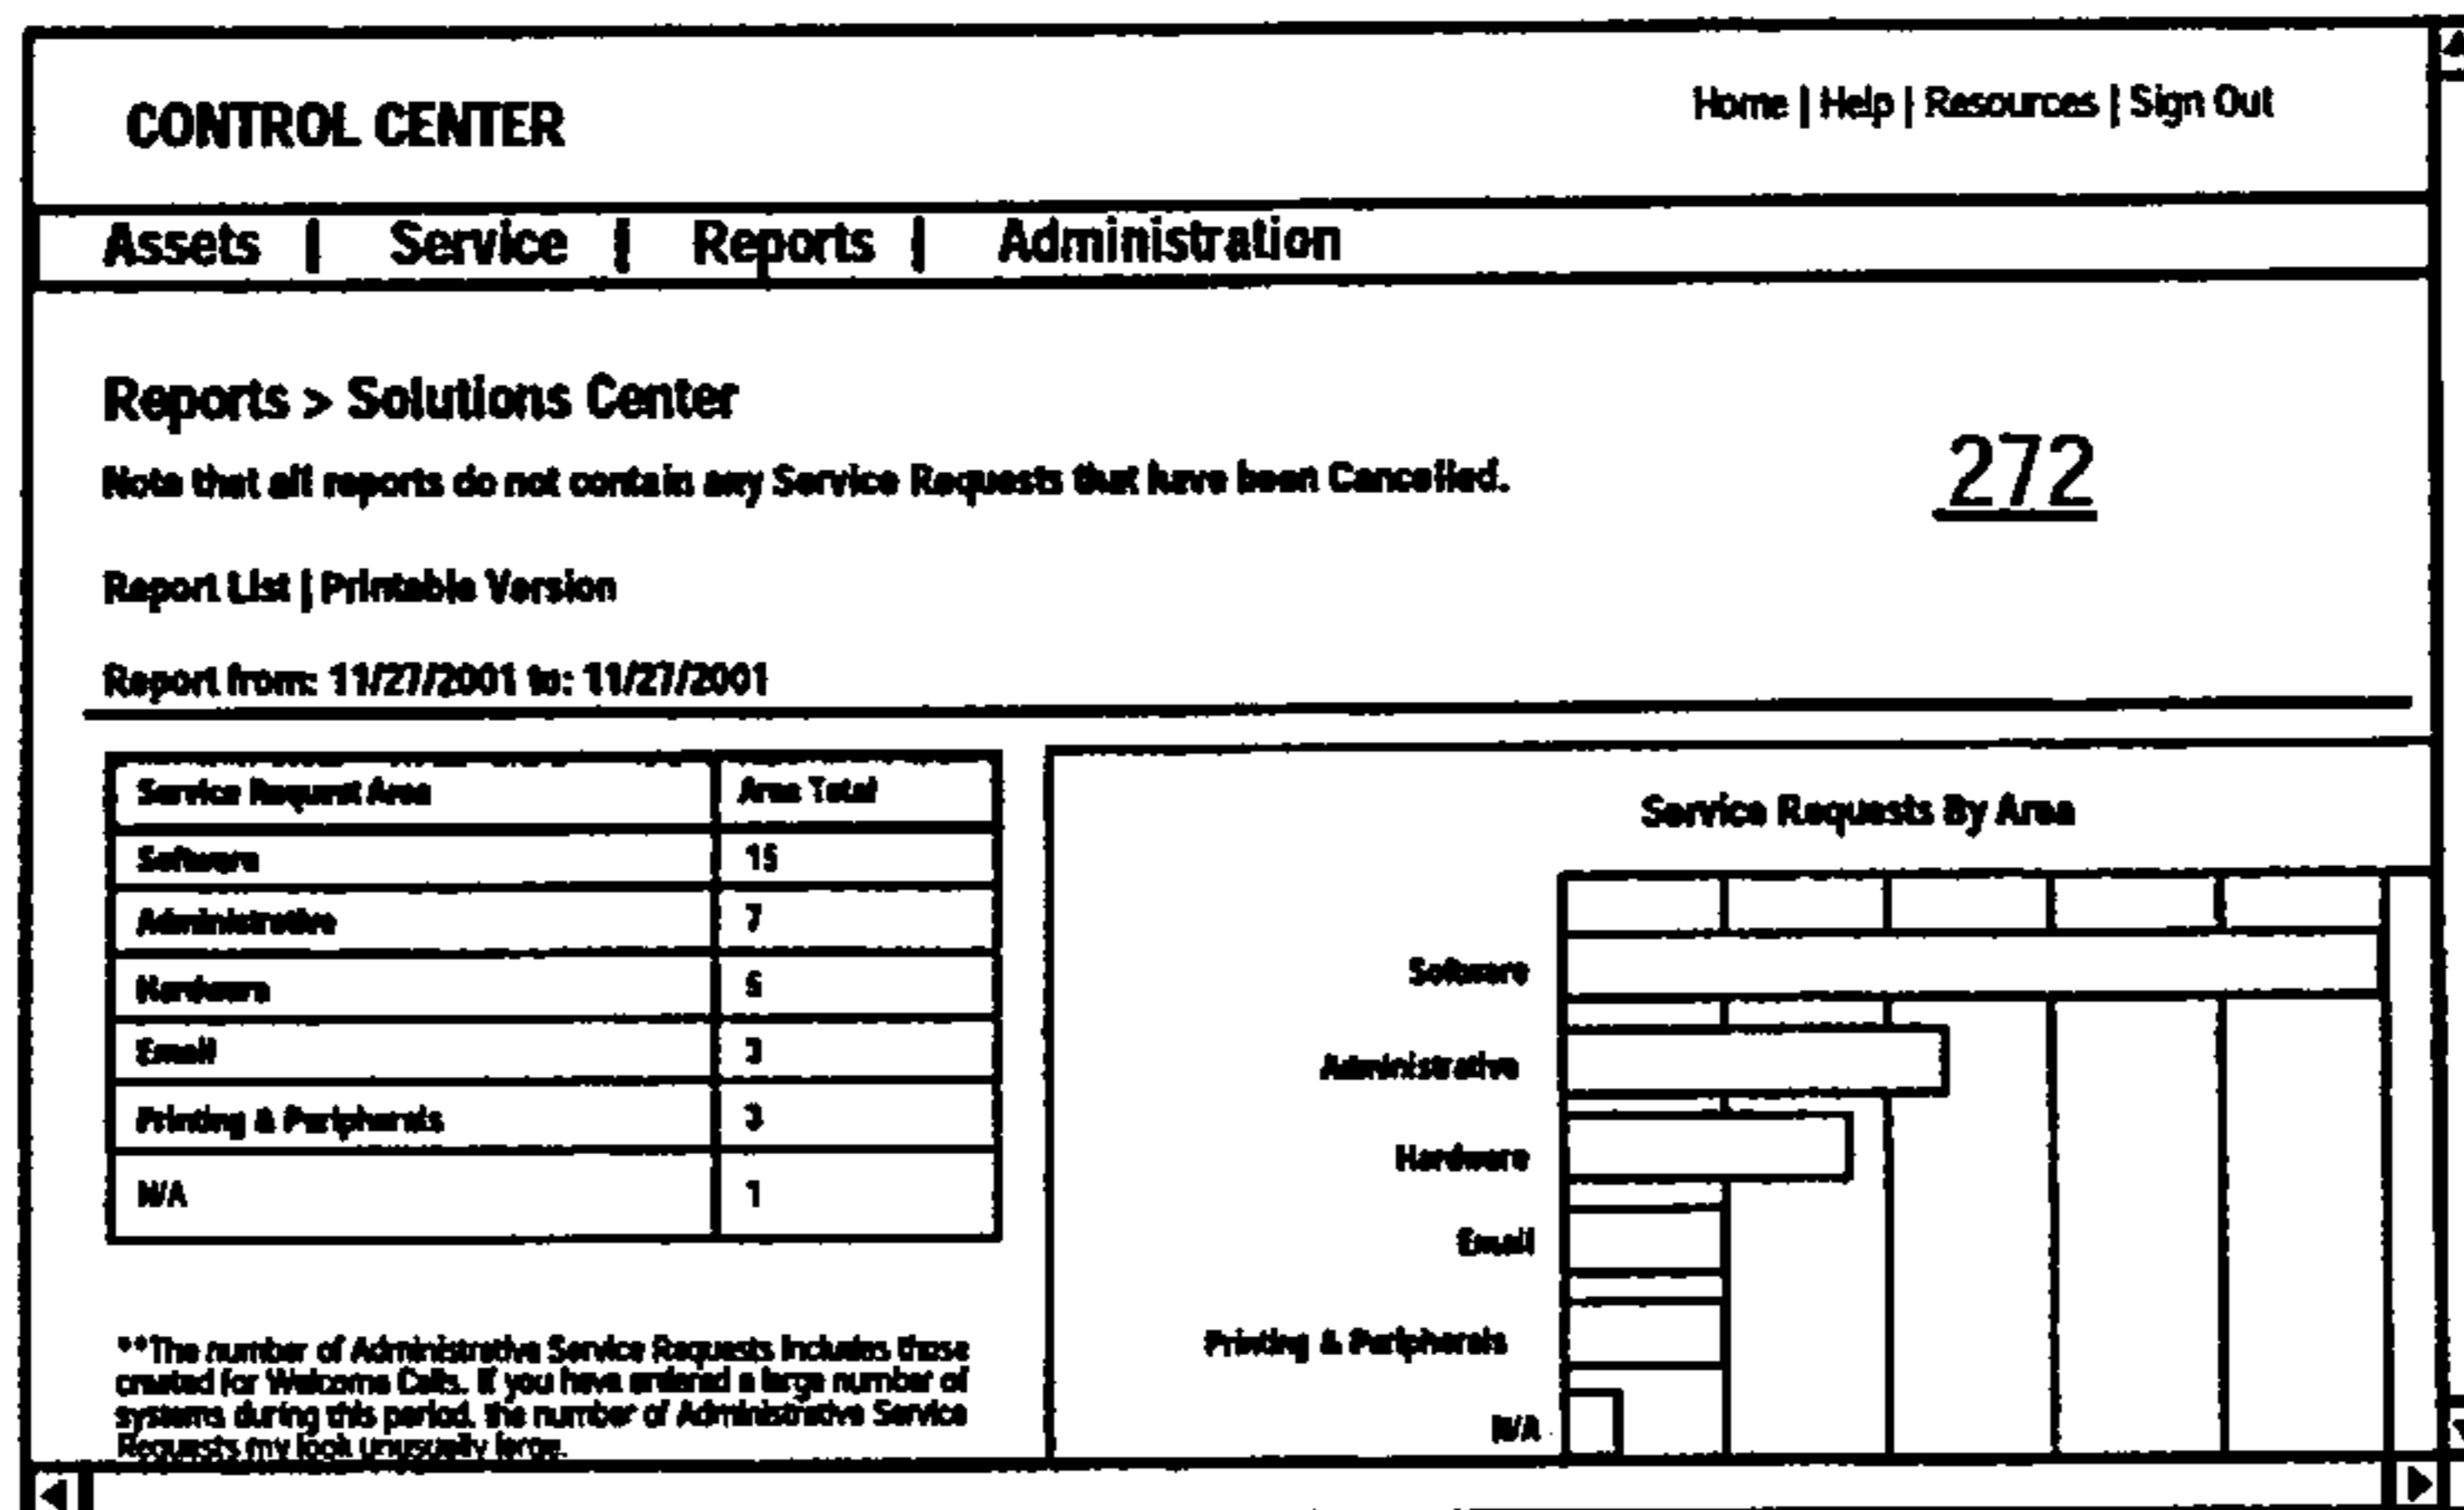 CONTROL CENTER
Home | Help | Resources | Sign Out
Assets | Service | Reports | Administration
Reports > Solutions Center
Note that all reports do not contain any Service Requests that have been Cancelled.
272
Report List | Printable Version
Report from: 11/27/2001 to: 11/27/2001
Service Request Area Area Total
Software 15
Administrative 7
Hardware
Email 3
Printing & Peripherals 3
N/A 1
**The number of Administrative Service Requests includes those
created for Welcome Calls. If you have ordered a large number of
systems during this period, the number of Administrative Service
Requests my look unusually large.
Service Requests By Area
Software
Administrative
Hardware
Email
Printing & Peripherals
N/A